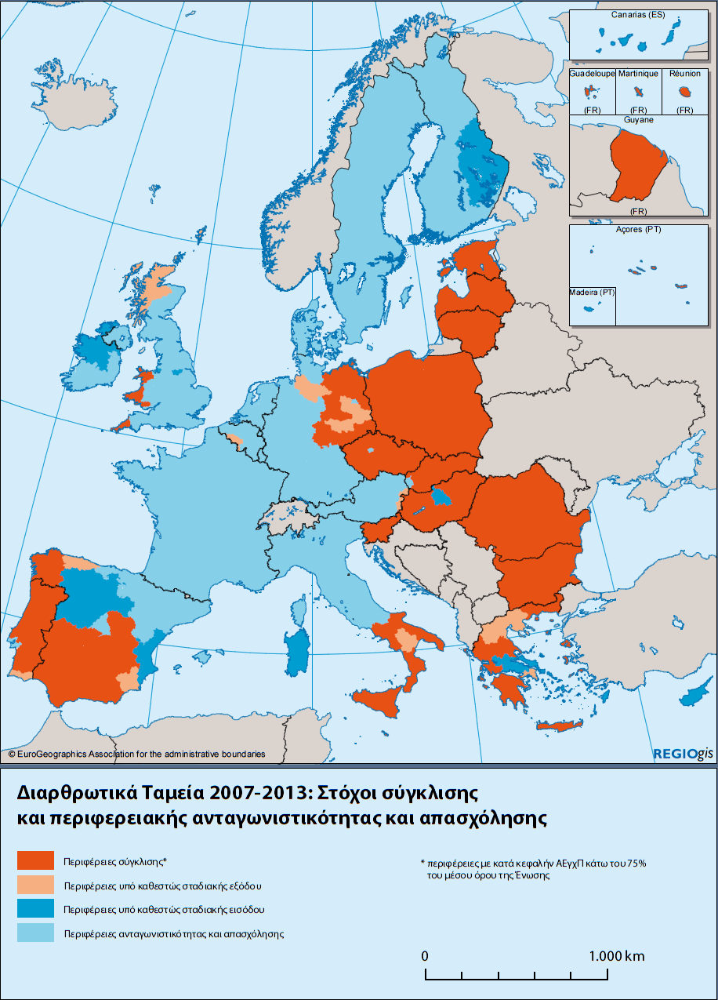 Canarias (ES)
Guadeloupe
Martinique
Réunion
(FR)
(FR)
(FR)
Guyane
(FR)
Açores (PT)
Madeira (PT)
© EuroGeographics Association for the administrative boundaries
REGIOgis
Διαρθρωτικά Ταμεία 2007-2013: Στόχοι σύγκλισης
και περιφερειακής ανταγωνιστικότητας και απασχόλησης
Περιφέρειες σύγκλισης*
Περιφέρειες υπό καθεστώς σταδιακής εξόδου
Περιφέρειες υπό καθεστώς σταδιακής εισόδου
Περιφέρειες ανταγωνιστικότητας και απασχόλησης
* περιφέρειες με κατά κεφαλήν ΑΕγχΠ κάτω του 75%
του μέσου όρου της Ένωσης
0
1.000 km